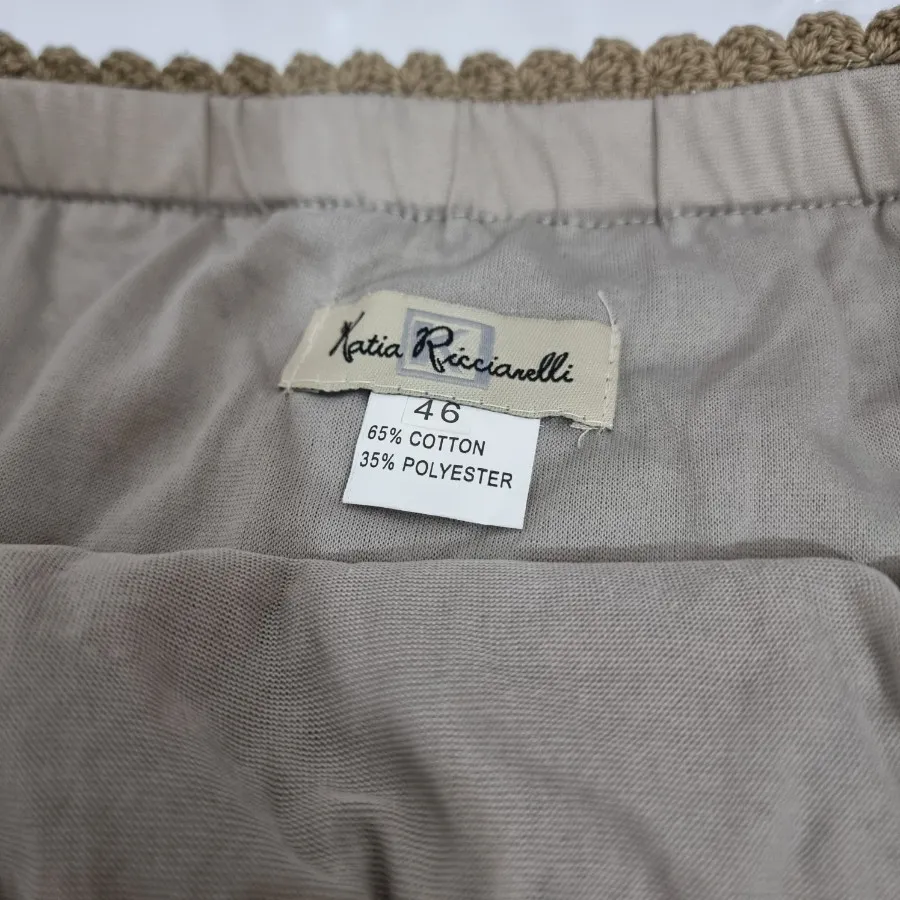 Katia Ricciarelli
46
65% COTTON
35% POLYESTER